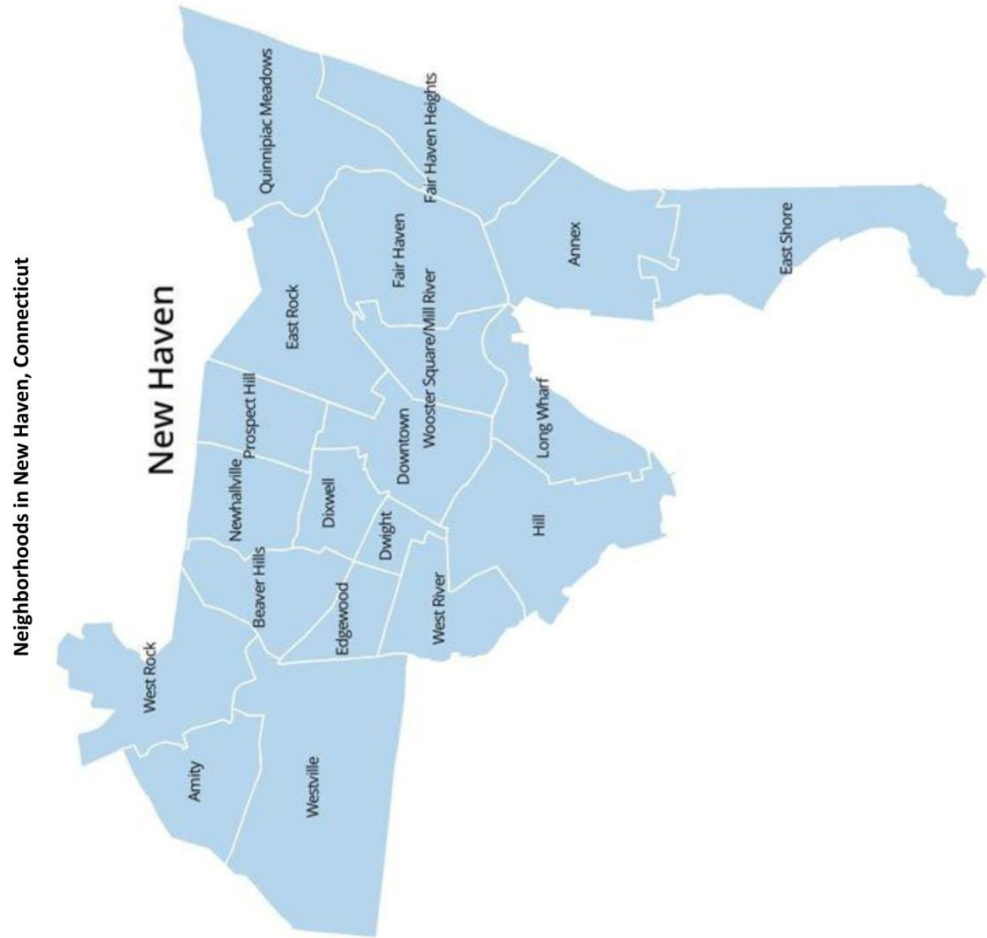 Neighborhoods in New Haven, Connecticut
New Haven
West Rock
Amity
Westville
Beaver Hills
Newhallville
Prospect Hill
East Rock
Quinnipiac Meadows
Edgewood
Dixwell
Dwight
Downtown
West River
Wooster Square/Mill River
Fair Haven
Fair Haven Heights
Hill
Long Wharf
Annex
East Shore